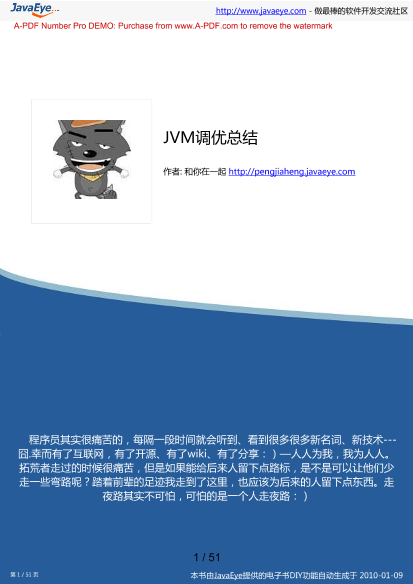 JavaEye
http://www.javaeye.com - 做最棒的软件开发交流社区
A-PDF Number Pro DEMO: Purchase from www.A-PDF.com to remove the watermark
JVM调优总结
作者: 和你在一起 http://pengjiaheng.javaeye.com
程序员其实很痛苦的，每隔一段时间就会听到、看到很多很多新名词、新技术---
囧.幸而有了互联网，有了开源、有了wiki、有了分享：）—人人为我，我为人人。
拓荒者走过的时候很痛苦，但是如果能给后来人留下点路标，是不是可以让他们少
走一些弯路呢？踏着前辈的足迹我走到了这里，也应该为后来的人留下点东西。走
夜路其实不可怕，可怕的是一个人走夜路：）
1 / 51
第 1 / 51 页
本书由JavaEye提供的电子书DIY功能自动生成于 2010-01-09